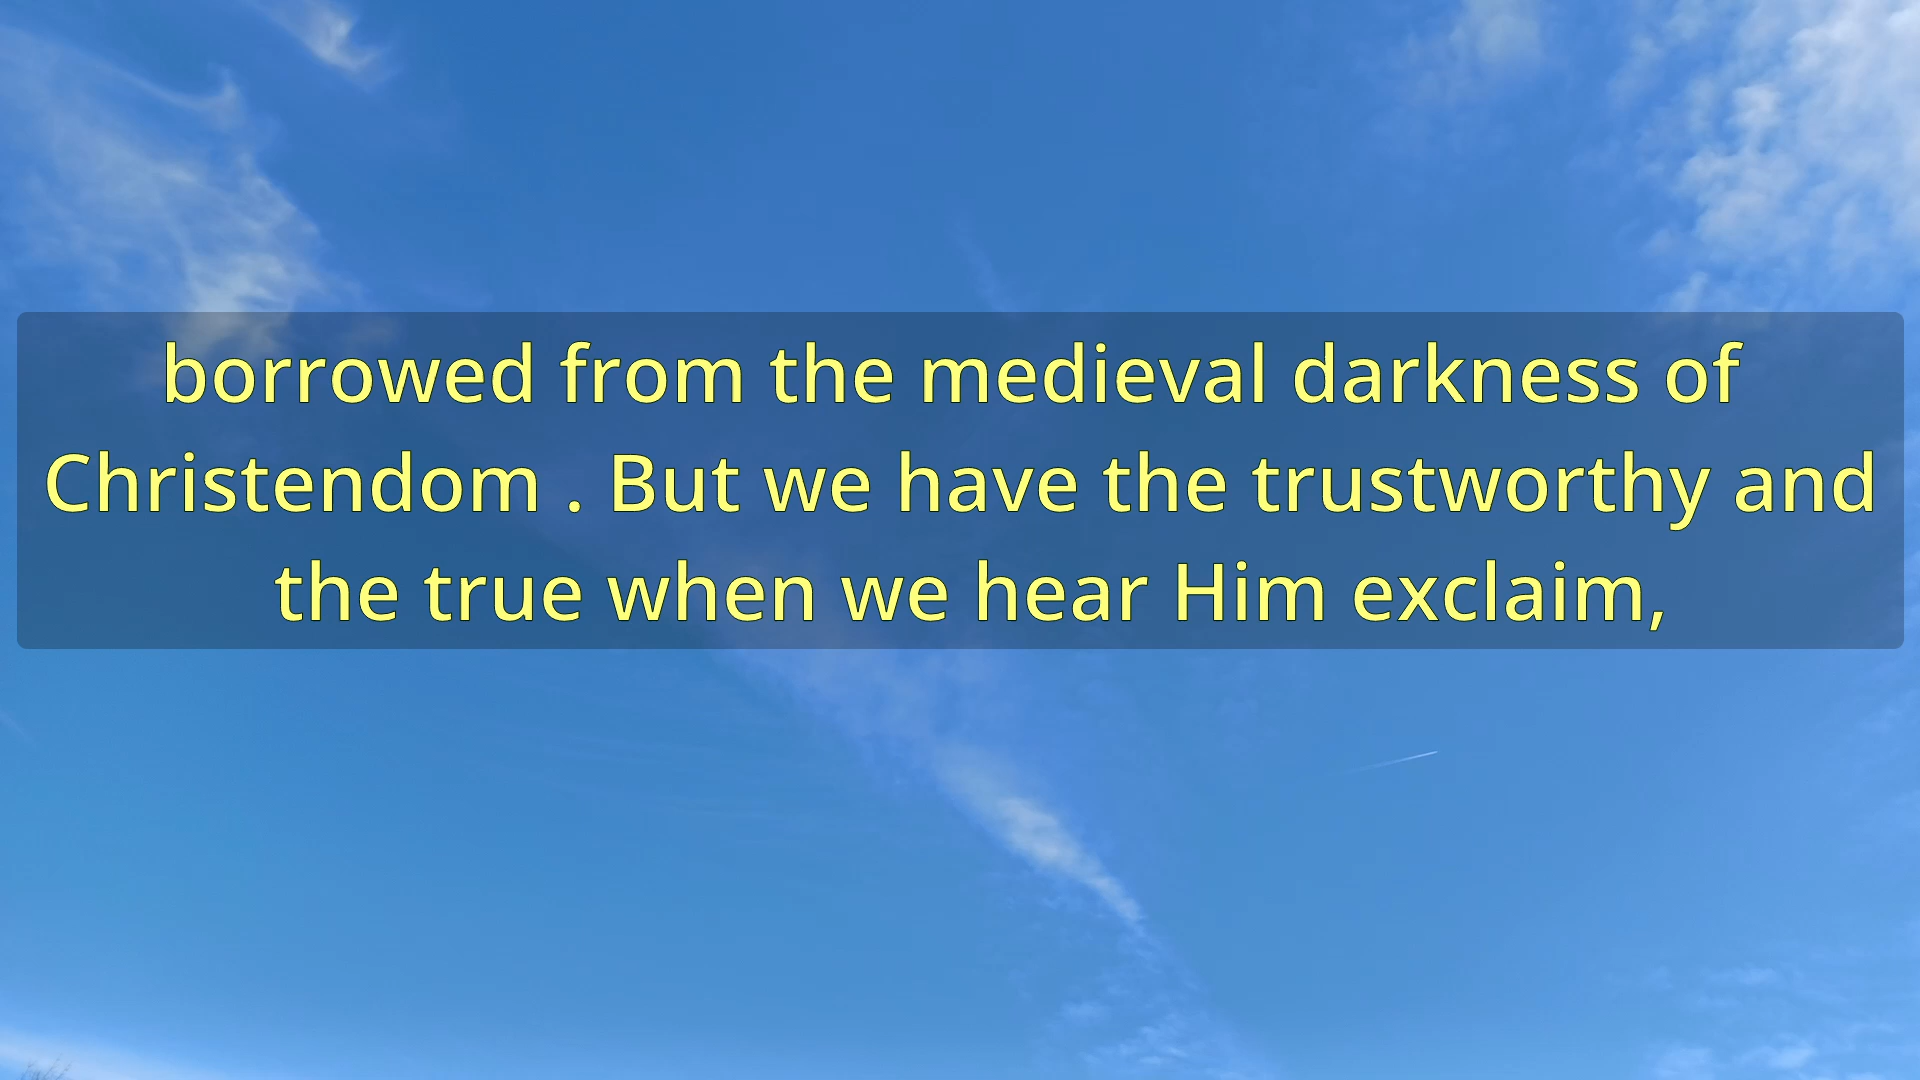 borrowed from the medieval darkness of
Christendom . But we have the trustworthy and
the true when we hear Him exclaim,